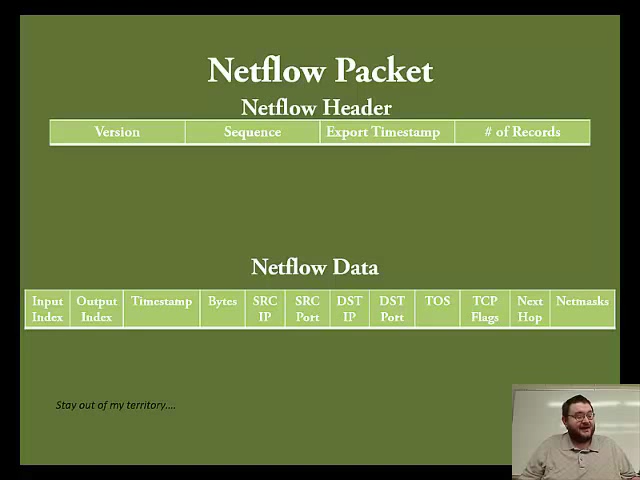 Netflow Packet
Netflow Header
Version Sequence Export Timestamp # of Records
Netflow Data
Input Index Output Index Timestamp Bytes SRC IP SRC Port DST IP DST Port TOS TCP Flags Next Hop Netmasks
Stay out of my territory....